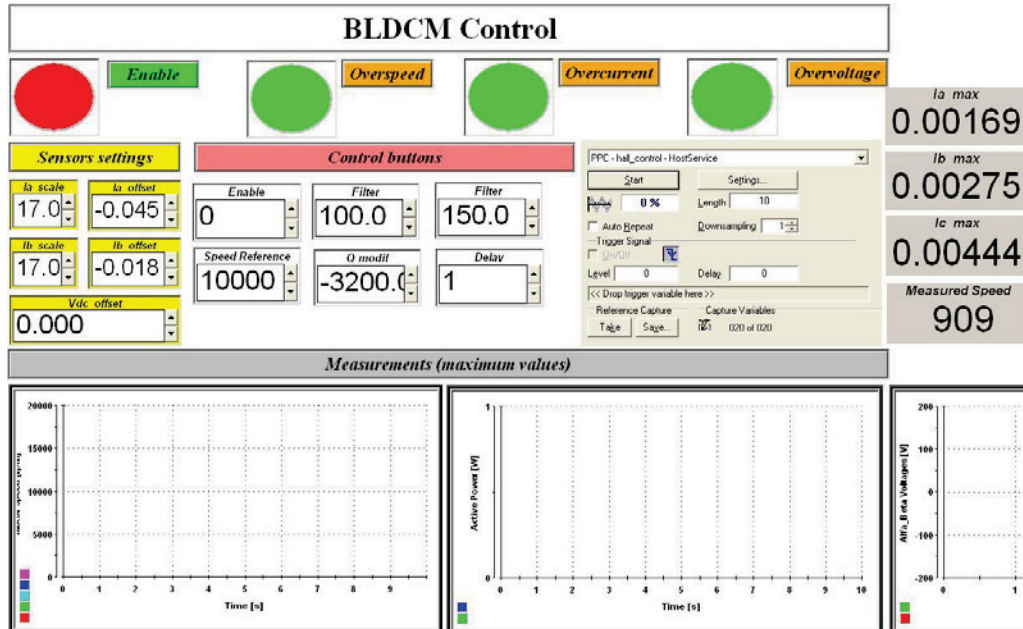 BLDCM Control
Enable
Overspeed
Overcurrent
Overvoltage
Ia max
0.00169
Ib max
0.00275
Ic max
0.00444
Measured Speed
909
Sensors settings
Ia scale
17.0
Ia offset
-0.045
Ib scale
17.0
Ib offset
-0.018
Vdc offset
0.000
Control buttons
Enable
0
Filter
100.0
Filter
150.0
Speed Reference
10000
Q modif
-3200.0
Delay
1
PPC - hall_control - HostService
Start
Settings...
0 %
Length
10
Auto Repeat
Downsampling
1
Trigger Signal
On/Off
Level
0
Delay
0
<< Drop trigger variable here >>
Reference Capture
Capture Variables
Take
Save...
020 of 020
Measurements (maximum values)
20000
15000
10000
5000
0
0 1 2 3 4 5 6 7 8 9
Time [s]
Active Power [W]
1
0
0 1 2 3 4 5 6 7 8 9 10
Time [s]
Alfa_Beta Voltages [V]
200
100
0
-100
-200
0 1